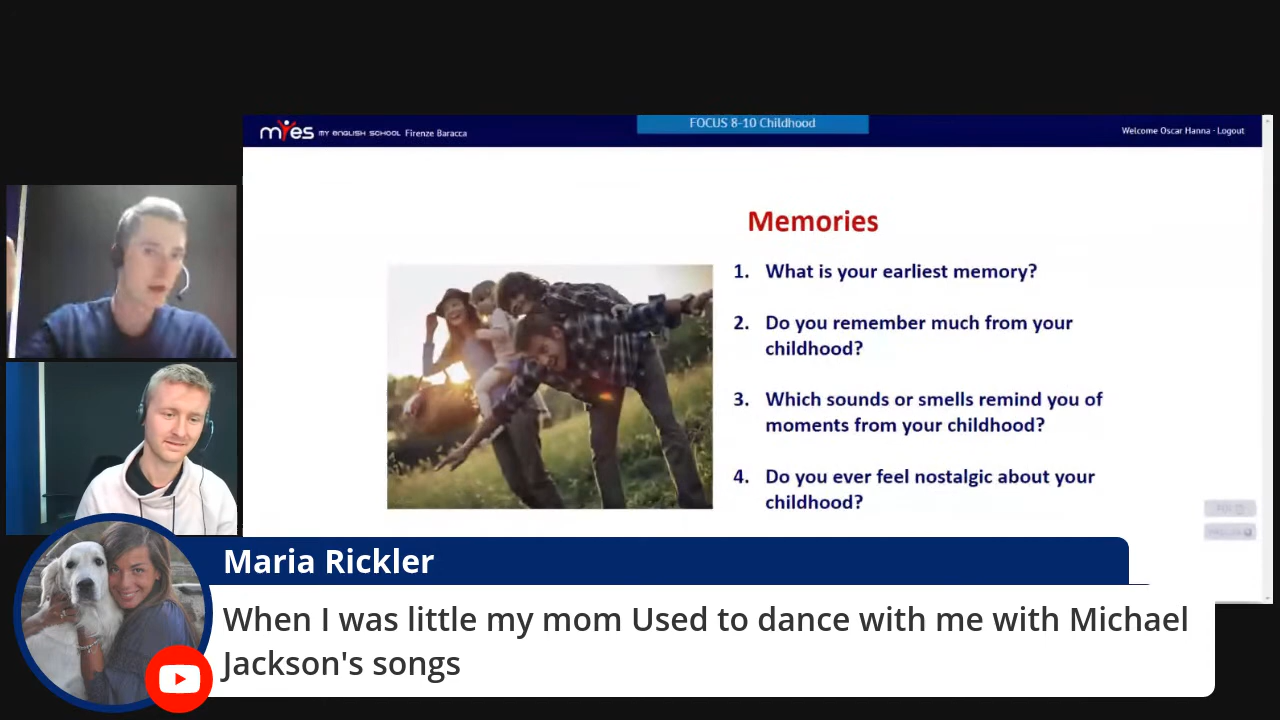 FOCUS 8-10 Childhood
myes MY ENGLISH SCHOOL Firenze Baracca
Welcome Oscar Hanna - Logout
Memories
1. What is your earliest memory?
2. Do you remember much from your
childhood?
3. Which sounds or smells remind you of
moments from your childhood?
4. Do you ever feel nostalgic about your
childhood?
Maria Rickler
When I was little my mom Used to dance with me with Michael
Jackson's songs